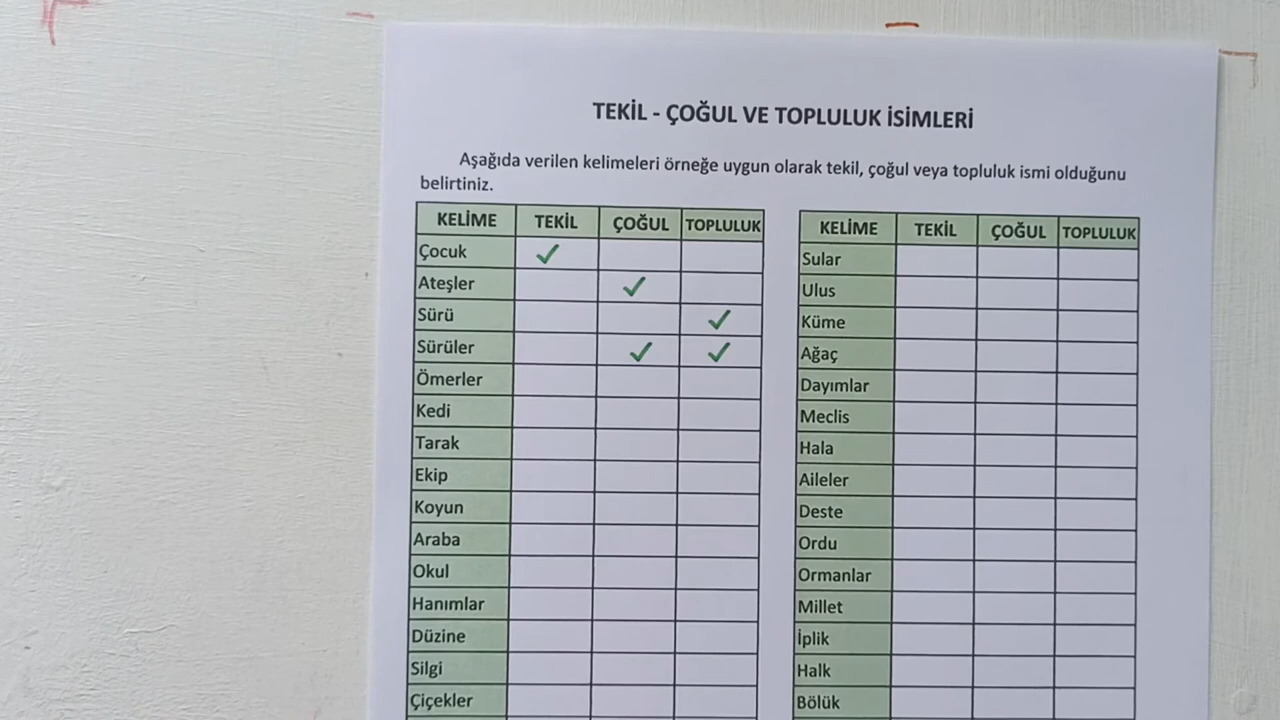 TEKİL - ÇOĞUL VE TOPLULUK İSİMLERİ
Aşağıda verilen kelimeleri örneğe uygun olarak tekil, çoğul veya topluluk ismi olduğunu
belirtiniz.
KELİME TEKİL ÇOĞUL TOPLULUK
Çocuk ✓
Ateşler ✓
Sürü ✓
Sürüler ✓ ✓
Ömerler
Kedi
Tarak
Ekip
Koyun
Araba
Okul
Hanımlar
Düzine
Silgi
Çiçekler
KELİME TEKİL ÇOĞUL TOPLULUK
Sular
Ulus
Küme
Ağaç
Dayımlar
Meclis
Hala
Aileler
Deste
Ordu
Ormanlar
Millet
İplik
Halk
Bölük